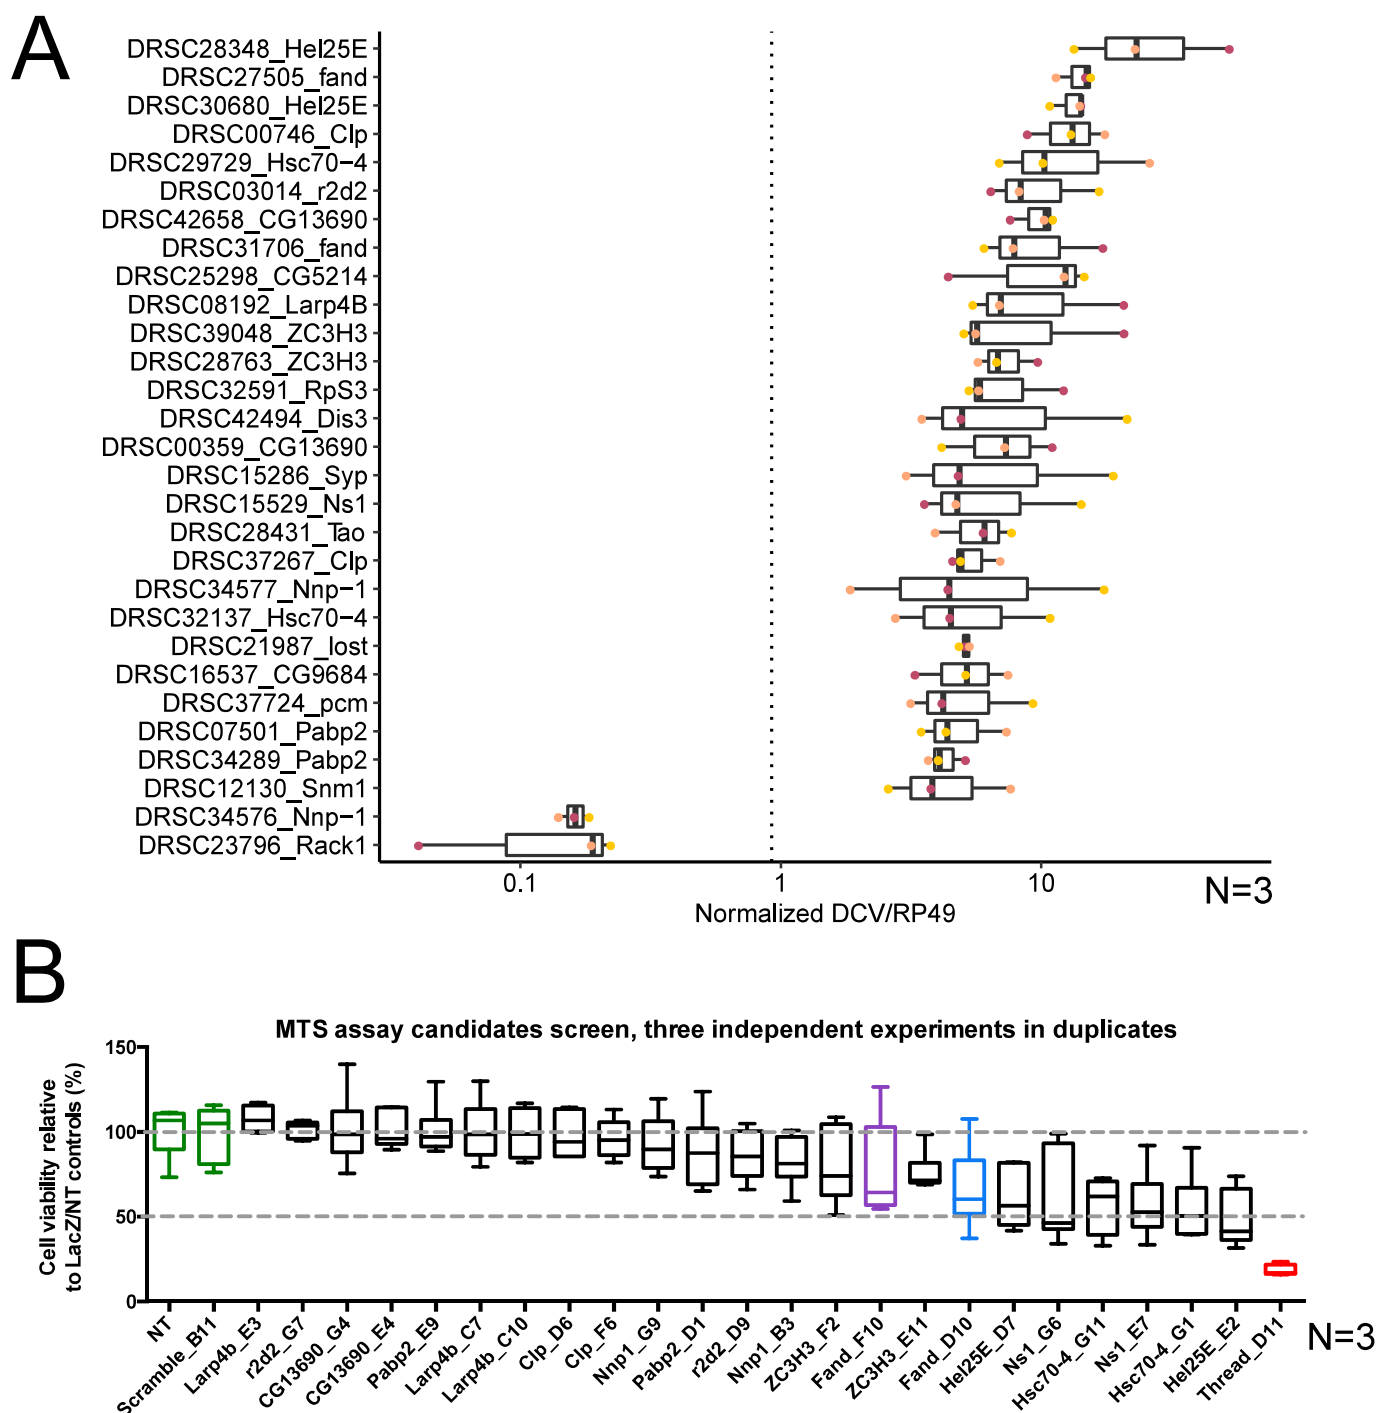 A
DRSC28348_Hel25E
DRSC27505_fand
DRSC30680_Hel25E
DRSC00746_Clp
DRSC29729_Hsc70-4
DRSC03014_r2d2
DRSC42658_CG13690
DRSC31706_fand
DRSC25298_CG5214
DRSC08192_Larp4B
DRSC39048_ZC3H3
DRSC28763_ZC3H3
DRSC32591_RpS3
DRSC42494_Dis3
DRSC00359_CG13690
DRSC15286_Syp
DRSC15529_Ns1
DRSC28431_Tao
DRSC37267_Clp
DRSC34577_Nnp-1
DRSC32137_Hsc70-4
DRSC21987_lost
DRSC16537_CG9684
DRSC37724_pcm
DRSC07501_Pabp2
DRSC34289_Pabp2
DRSC12130_Snm1
DRSC34576_Nnp-1
DRSC23796_Rack1
0.1 1 10
N=3
Normalized DCV/RP49
B
MTS assay candidates screen, three independent experiments in duplicates
Cell viability relative
to LacZ/NT controls (%)
150
100
50
0
NT
Scramble_B11
Larp4b_E3
r2d2_G7
CG13690_G4
CG13690_E4
Pabp2_E9
Larp4b_C7
Larp4b_C10
Clp_D6
Clp_F6
Nnp1_G9
Pabp2_D1
r2d2_D9
Nnp1_B3
ZC3H3_F2
Fand_F10
ZC3H3_E11
Fand_D10
Hel25E_D7
Ns1_G6
Hsc70-4_G11
Ns1_E7
Hsc70-4_G1
Hel25E_E2
Thread_D11
N=3